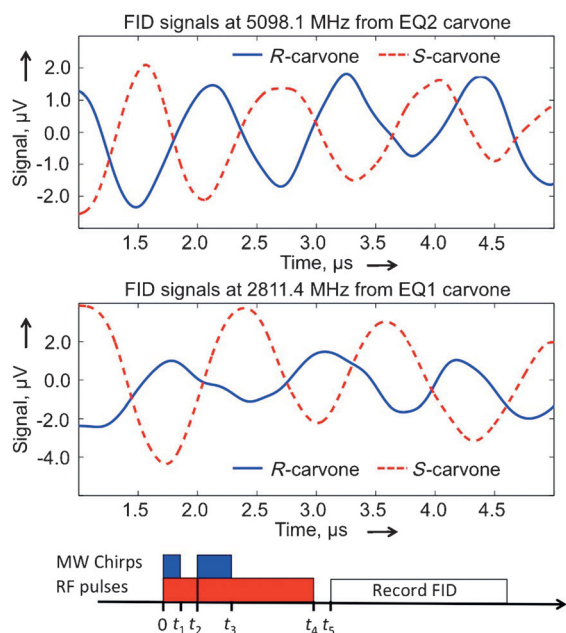 FID signals at 5098.1 MHz from EQ2 carvone
R-carvone S-carvone
Signal, µV
2.0
1.0
0.0
-1.0
-2.0
1.5 2.0 2.5 3.0 3.5 4.0 4.5
Time, µs
FID signals at 2811.4 MHz from EQ1 carvone
Signal, µV
2.0
0.0
-2.0
-4.0
R-carvone S-carvone
1.5 2.0 2.5 3.0 3.5 4.0 4.5
Time, µs
MW Chirps
RF pulses
Record FID
0 t1 t2 t3 t4 t5